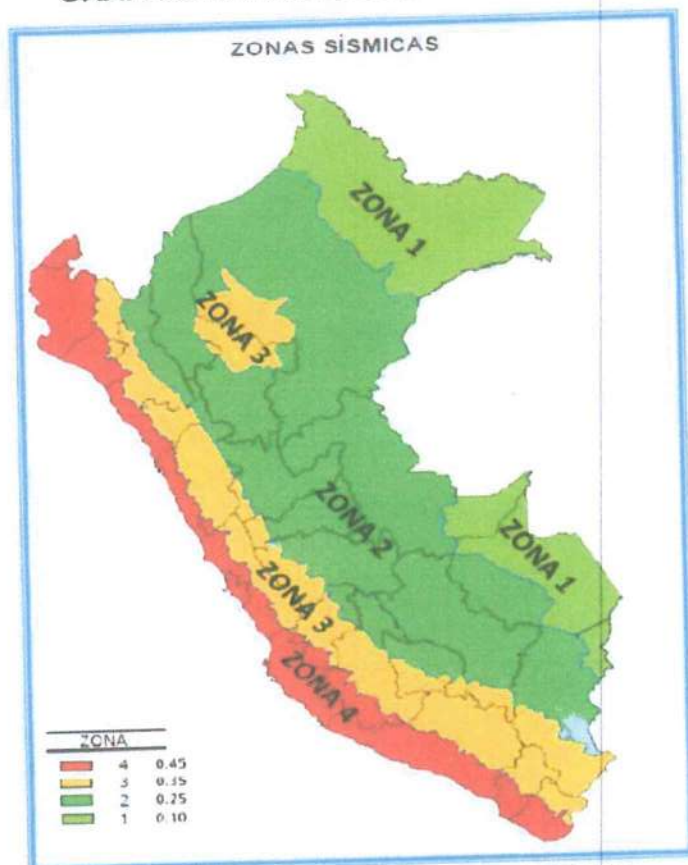 ZONAS SÍSMICAS
ZONA 1
ZONA 3
ZONA 2
ZONA 1
ZONA 3
ZONA 4
ZONA
4 0.45
3 0.35
2 0.25
1 0.10